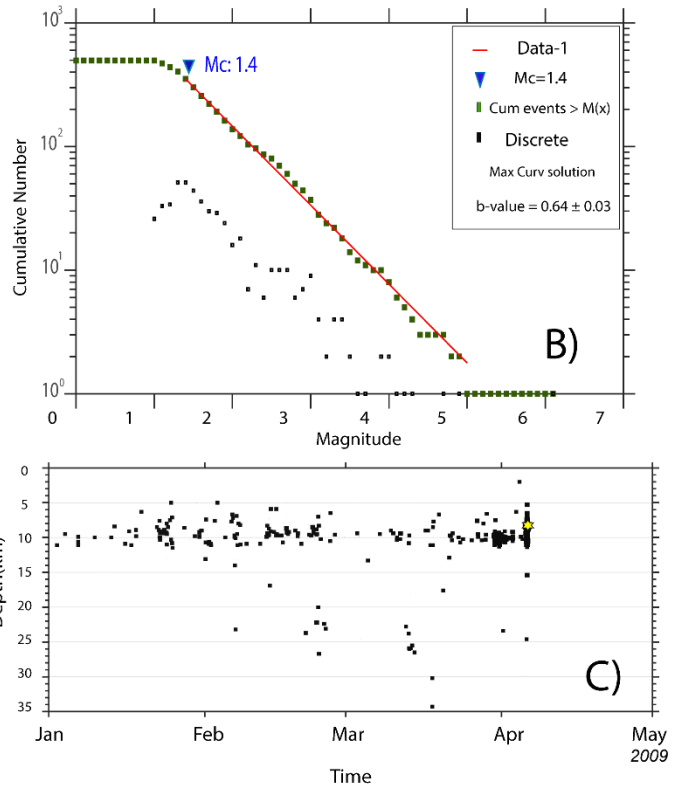 10³
Mc: 1.4
Data-1
Mc=1.4
Cum events > M(x)
Discrete
Max Curv solution
b-value = 0.64 ± 0.03
10²
Cumulative Number
10¹
B)
10⁰
0 1 2 3 4 5 6 7
Magnitude
0
5
10
15
20
25
30
35
Depth(km)
C)
Jan Feb Mar Apr May
2009
Time